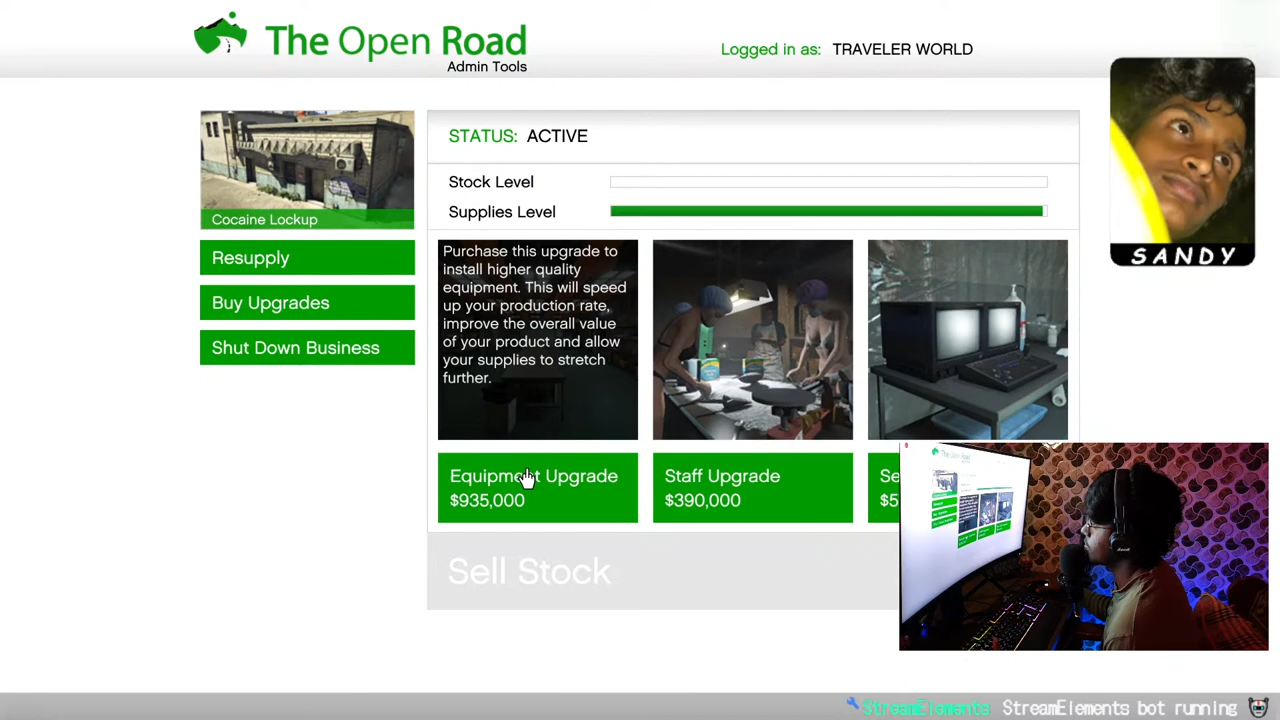 The Open Road
Admin Tools
Logged in as: TRAVELER WORLD
Cocaine Lockup
Resupply
Buy Upgrades
Shut Down Business
STATUS: ACTIVE
Stock Level
Supplies Level
Purchase this upgrade to
install higher quality
equipment. This will speed
up your production rate,
improve the overall value
of your product and allow
your supplies to stretch
further.
Equipment Upgrade
$935,000
Staff Upgrade
$390,000
Se
$5
Sell Stock
SANDY
StreamElements StreamElements bot running